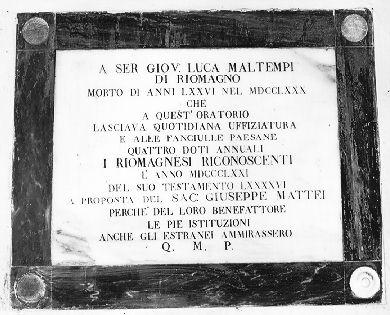 A SER GIOV. LUCA MALTEMPI
DI RIOMAGNO
MORTO DI ANNI LXXVI NEL MDCCLXXX
CHE
A QUEST' ORATORIO
LASCIAVA QUOTIDIANA UFFIZIATURA
E ALLE FANCIULLE PAESANE
QUATTRO DOTI ANNUALI
I RIOMAGNESI RICONOSCENTI
L' ANNO MDCCCLXXI
DEL SUO TESTAMENTO LXXXXVI
A PROPOSTA DEL SAC. GIUSEPPE MATTEI
PERCHE' DEL LORO BENEFATTORE
LE PIE ISTITUZIONI
ANCHE GLI ESTRANEI AMMIRASSERO
Q. M. P.